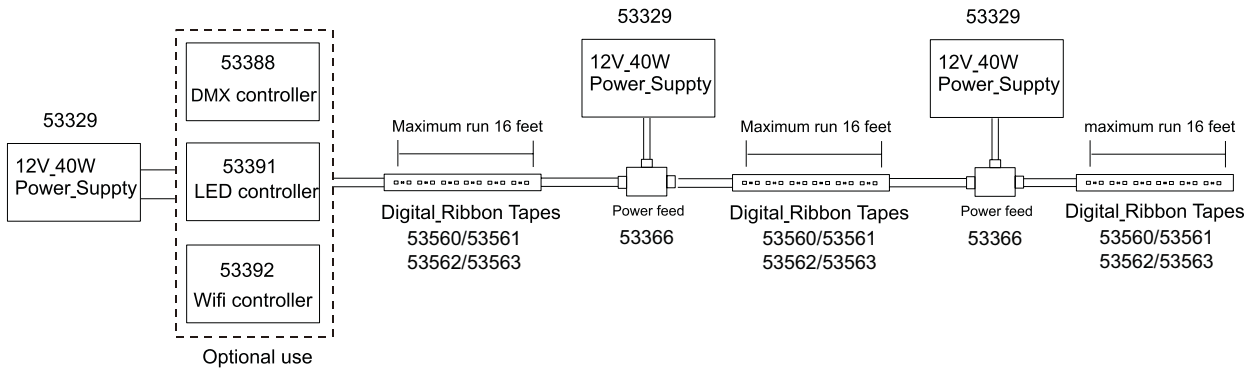 53329
12V_40W
Power_Suppty
53388
DMX controller
53391
LED controller
53392
Wifi controller
Optional use
Maximum run 16 feet
Digital_Ribbon Tapes
53560/53561
53562/53563
53329
12V_40W
Power_Suppty
Power feed
53366
Maximum run 16 feet
Digital_Ribbon Tapes
53560/53561
53562/53563
53329
12V_40W
Power_Suppty
Power feed
53366
maximum run 16 feet
Digital_Ribbon Tapes
53560/53561
53562/53563